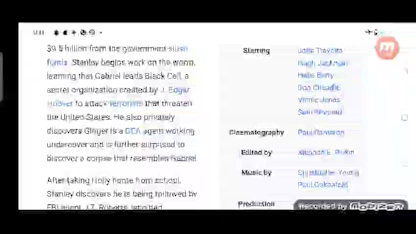 $9.5 billion from the government slush
funds. Stanley begins work on the worm,
learning that Gabriel leads Black Cell, a
secret organization created by J. Edgar
Hoover to attack terrorists that threaten
the United States. He also privately
discovers Ginger is a DEA agent working
undercover and is further surprised to
discover a corpse that resembles Gabriel.
After taking Holly home from school,
Stanley discovers he is being followed by
FBI agent J.T. Roberts, who had
Starring
John Travolta
Hugh Jackman
Halle Berry
Don Cheadle
Vinnie Jones
Sam Shepard
Cinematography
Paul Cameron
Edited by
Stephen E. Rivkin
Music by
Christopher Young
Paul Oakenfold
Production
Recorded by